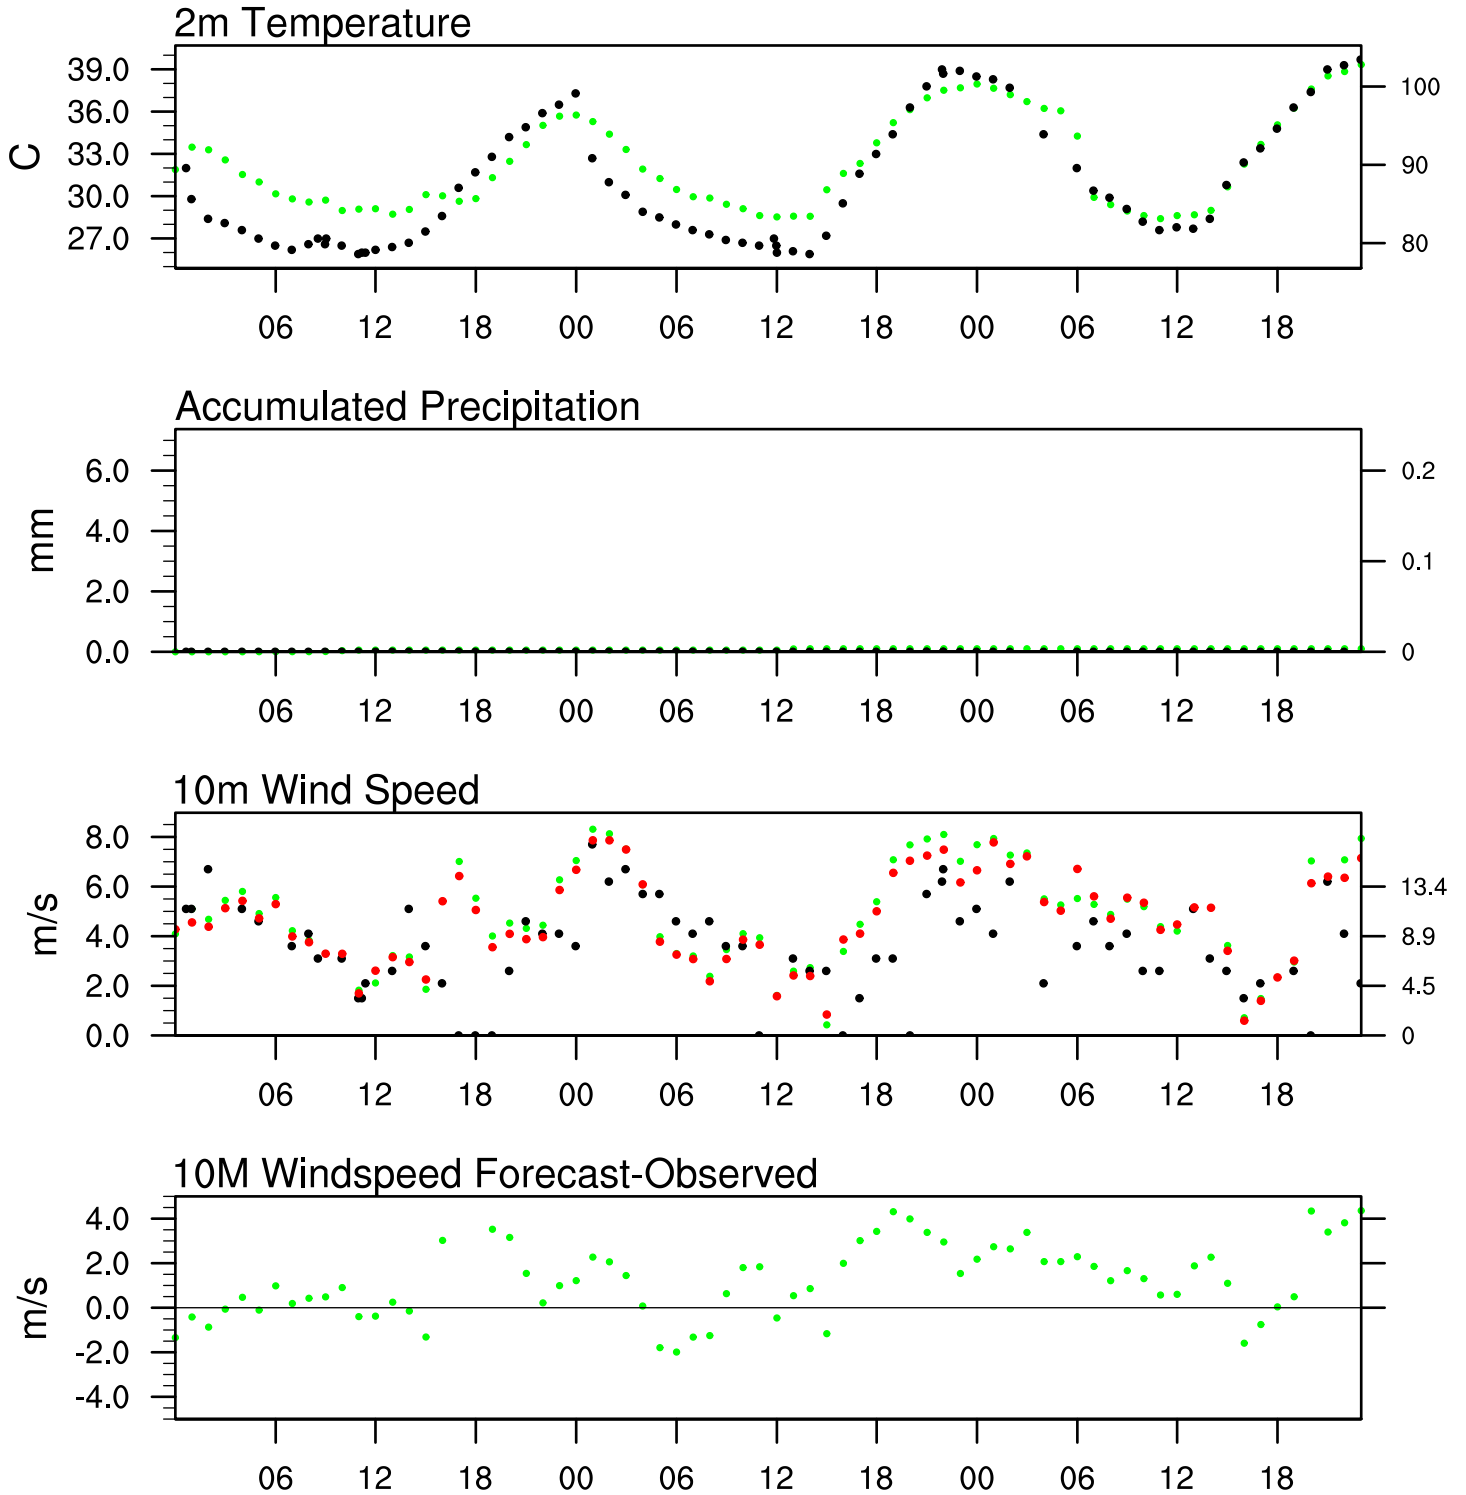 2m Temperature
39.0
36.0
33.0
30.0
27.0
C
100
90
80
06 12 18 00 06 12 18 00 06 12 18
Accumulated Precipitation
6.0
4.0
2.0
0.0
mm
0.2
0.1
0
06 12 18 00 06 12 18 00 06 12 18
10m Wind Speed
8.0
6.0
4.0
2.0
0.0
m/s
13.4
8.9
4.5
0
06 12 18 00 06 12 18 00 06 12 18
10M Windspeed Forecast-Observed
4.0
2.0
0.0
-2.0
-4.0
m/s
06 12 18 00 06 12 18 00 06 12 18